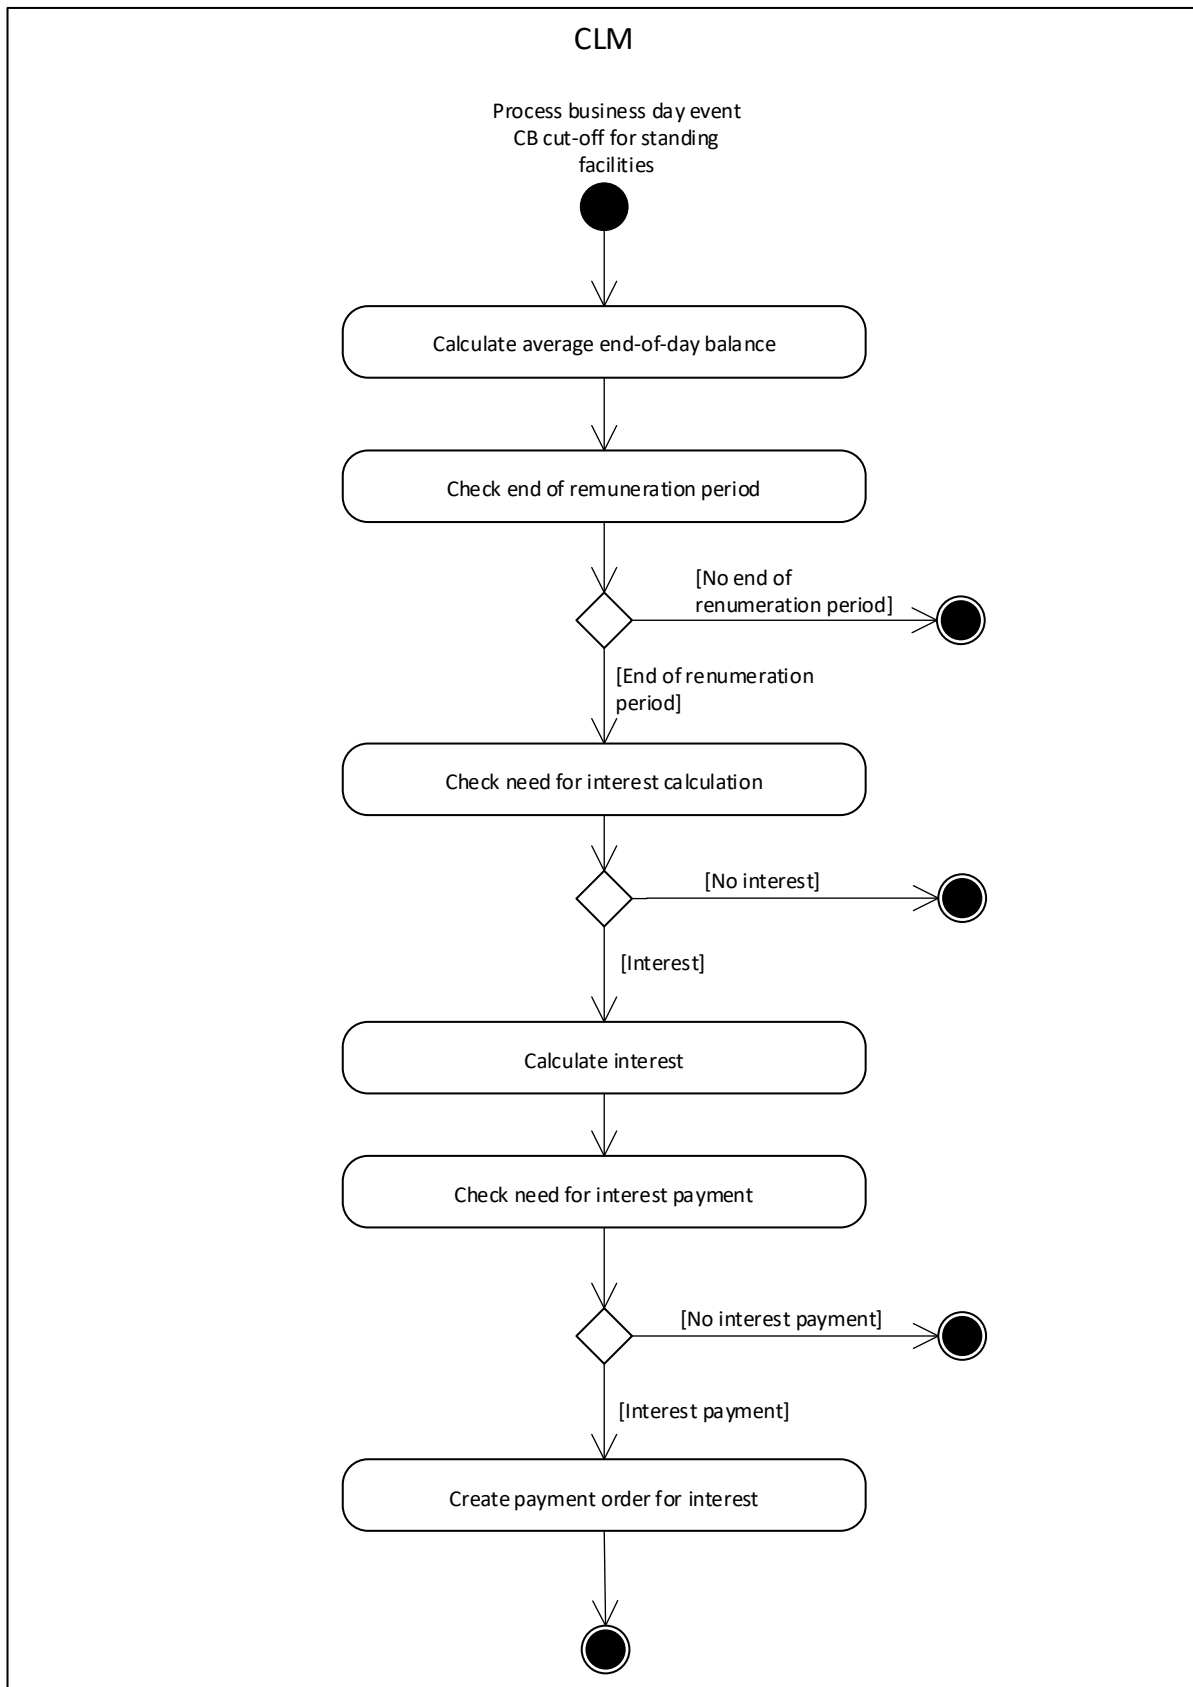 CLM
Process business day event
CB cut-off for standing
facilities
Calculate average end-of-day balance
Check end of remuneration period
[No end of
renumeration period]
[End of renumeration
period]
Check need for interest calculation
[No interest]
[Interest]
Calculate interest
Check need for interest payment
[No interest payment]
[Interest payment]
Create payment order for interest